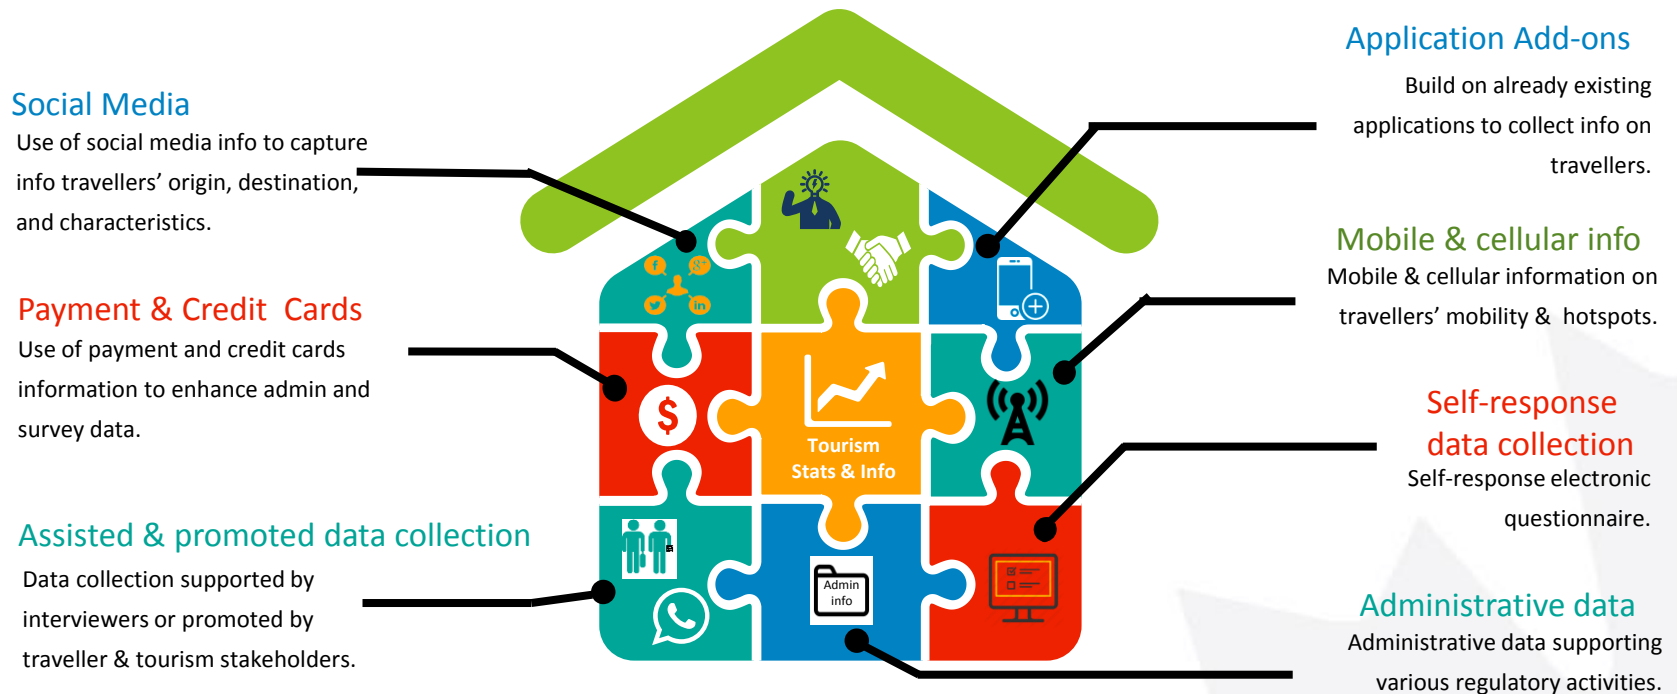 Social Media
Use of social media info to capture
info travellers’ origin, destination,
and characteristics.
Payment & Credit  Cards
Use of payment and credit cards
information to enhance admin and
survey data.
Assisted & promoted data collection
Data collection supported by
interviewers or promoted by
traveller & tourism stakeholders.
f
g+
in
$
Tourism
Stats & Info
Admin
info
Application Add-ons
Build on already existing
applications to collect info on
travellers.
Mobile & cellular info
Mobile & cellular information on
travellers’ mobility &  hotspots.
Self-response
data collection
Self-response electronic
questionnaire.
Administrative data
Administrative data supporting
various regulatory activities.